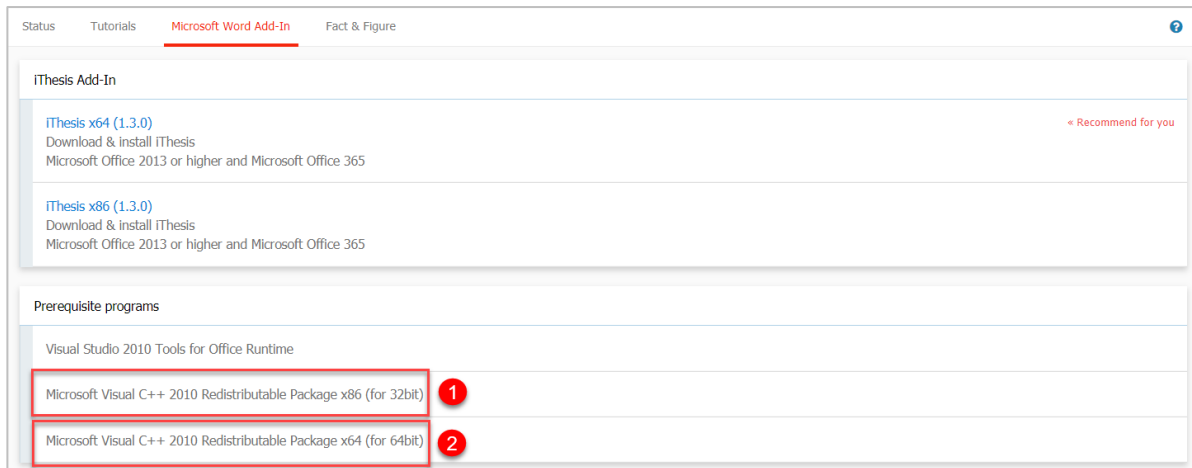 Status Tutorials Microsoft Word Add-In Fact & Figure ?
iThesis Add-In
iThesis x64 (1.3.0) « Recommend for you
Download & install iThesis
Microsoft Office 2013 or higher and Microsoft Office 365
iThesis x86 (1.3.0)
Download & install iThesis
Microsoft Office 2013 or higher and Microsoft Office 365
Prerequisite programs
Visual Studio 2010 Tools for Office Runtime
Microsoft Visual C++ 2010 Redistributable Package x86 (for 32bit) 1
Microsoft Visual C++ 2010 Redistributable Package x64 (for 64bit) 2